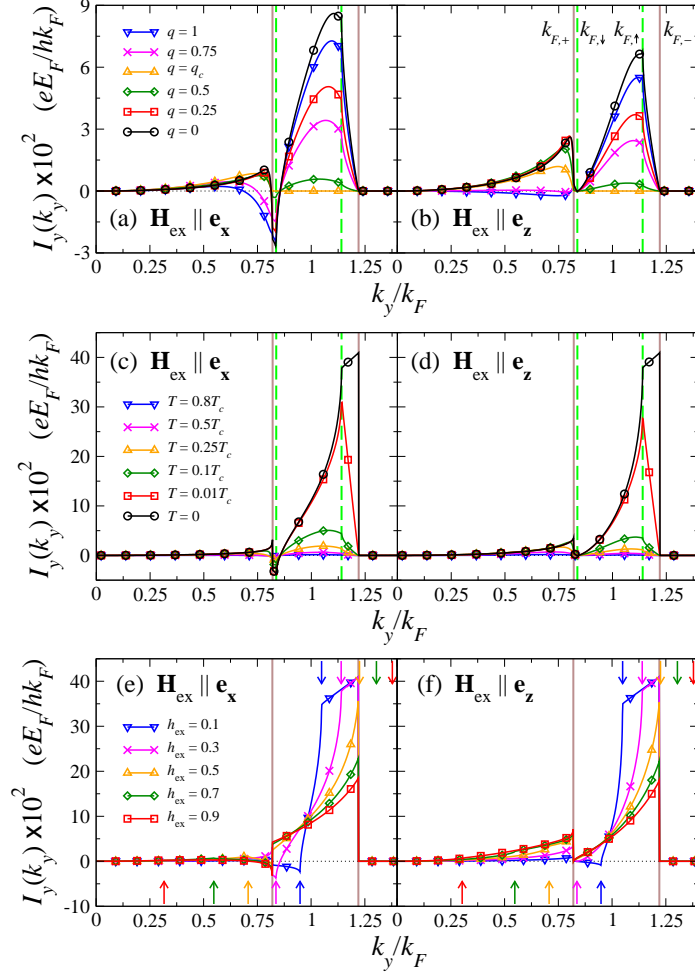 9
6
3
0
-3
I_y(k_y) x10^2 (eE_F/hk_F)
q = 1
q = 0.75
q = q_c
q = 0.5
q = 0.25
q = 0
k_{F,+} k_{F,↓} k_{F,↑} k_{F,-}
(a) H_ex || e_x
(b) H_ex || e_z
0 0.25 0.5 0.75 1 1.25 0 0.25 0.5 0.75 1 1.25
k_y/k_F k_y/k_F
40
30
20
10
0
I_y(k_y) x10^2 (eE_F/hk_F)
(c) H_ex || e_x
(d) H_ex || e_z
T = 0.8T_c
T = 0.5T_c
T = 0.25T_c
T = 0.1T_c
T = 0.01T_c
T = 0
0 0.25 0.5 0.75 1 1.25 0 0.25 0.5 0.75 1 1.25
k_y/k_F k_y/k_F
40
30
20
10
0
-10
I_y(k_y) x10^2 (eE_F/hk_F)
(e) H_ex || e_x
(f) H_ex || e_z
h_ex = 0.1
h_ex = 0.3
h_ex = 0.5
h_ex = 0.7
h_ex = 0.9
0 0.25 0.5 0.75 1 1.25 0 0.25 0.5 0.75 1 1.25
k_y/k_F k_y/k_F